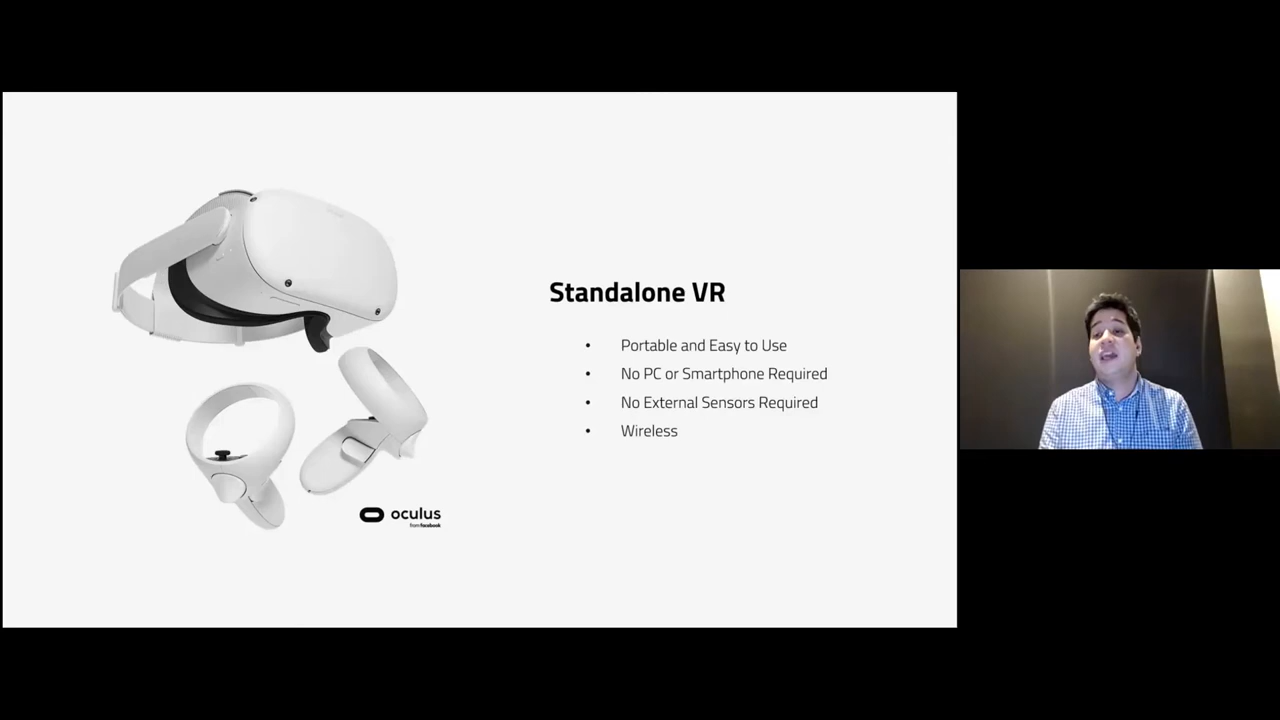 Standalone VR
• Portable and Easy to Use
• No PC or Smartphone Required
• No External Sensors Required
• Wireless
oculus
from facebook